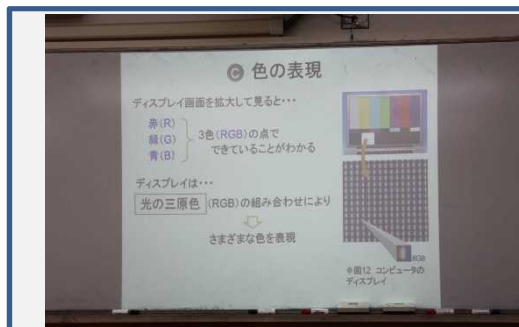 C 色の表現
ディスプレイ画面を拡大して見ると・・・
赤(R)
緑(G)
青(B)
3色(RGB)の点で
できていることがわかる
ディスプレイは・・・
光の三原色 (RGB)の組み合わせにより
さまざまな色を表現
RGB
※図12 コンピュータの
ディスプレイ